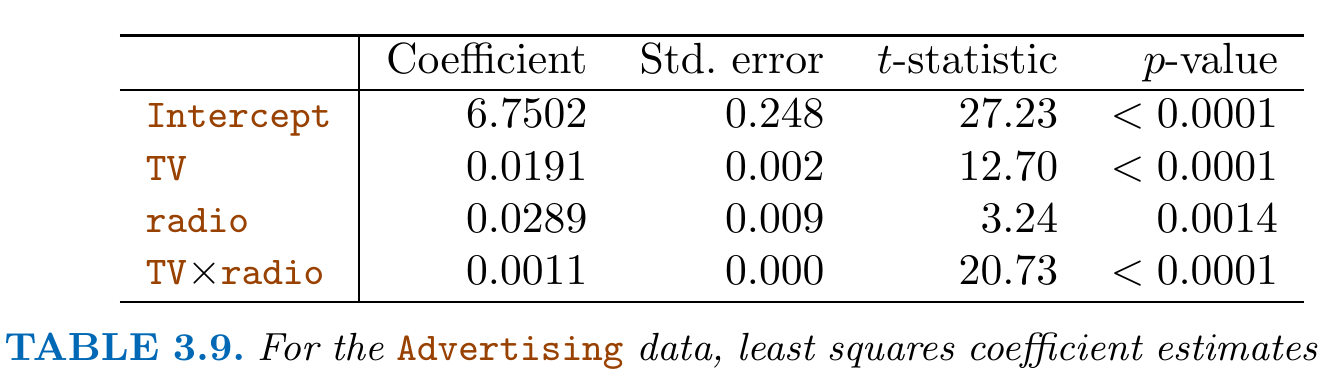 Coefficient Std. error t-statistic p-value
Intercept 6.7502 0.248 27.23 < 0.0001
TV 0.0191 0.002 12.70 < 0.0001
radio 0.0289 0.009 3.24 0.0014
TV×radio 0.0011 0.000 20.73 < 0.0001
TABLE 3.9. For the Advertising data, least squares coefficient estimates